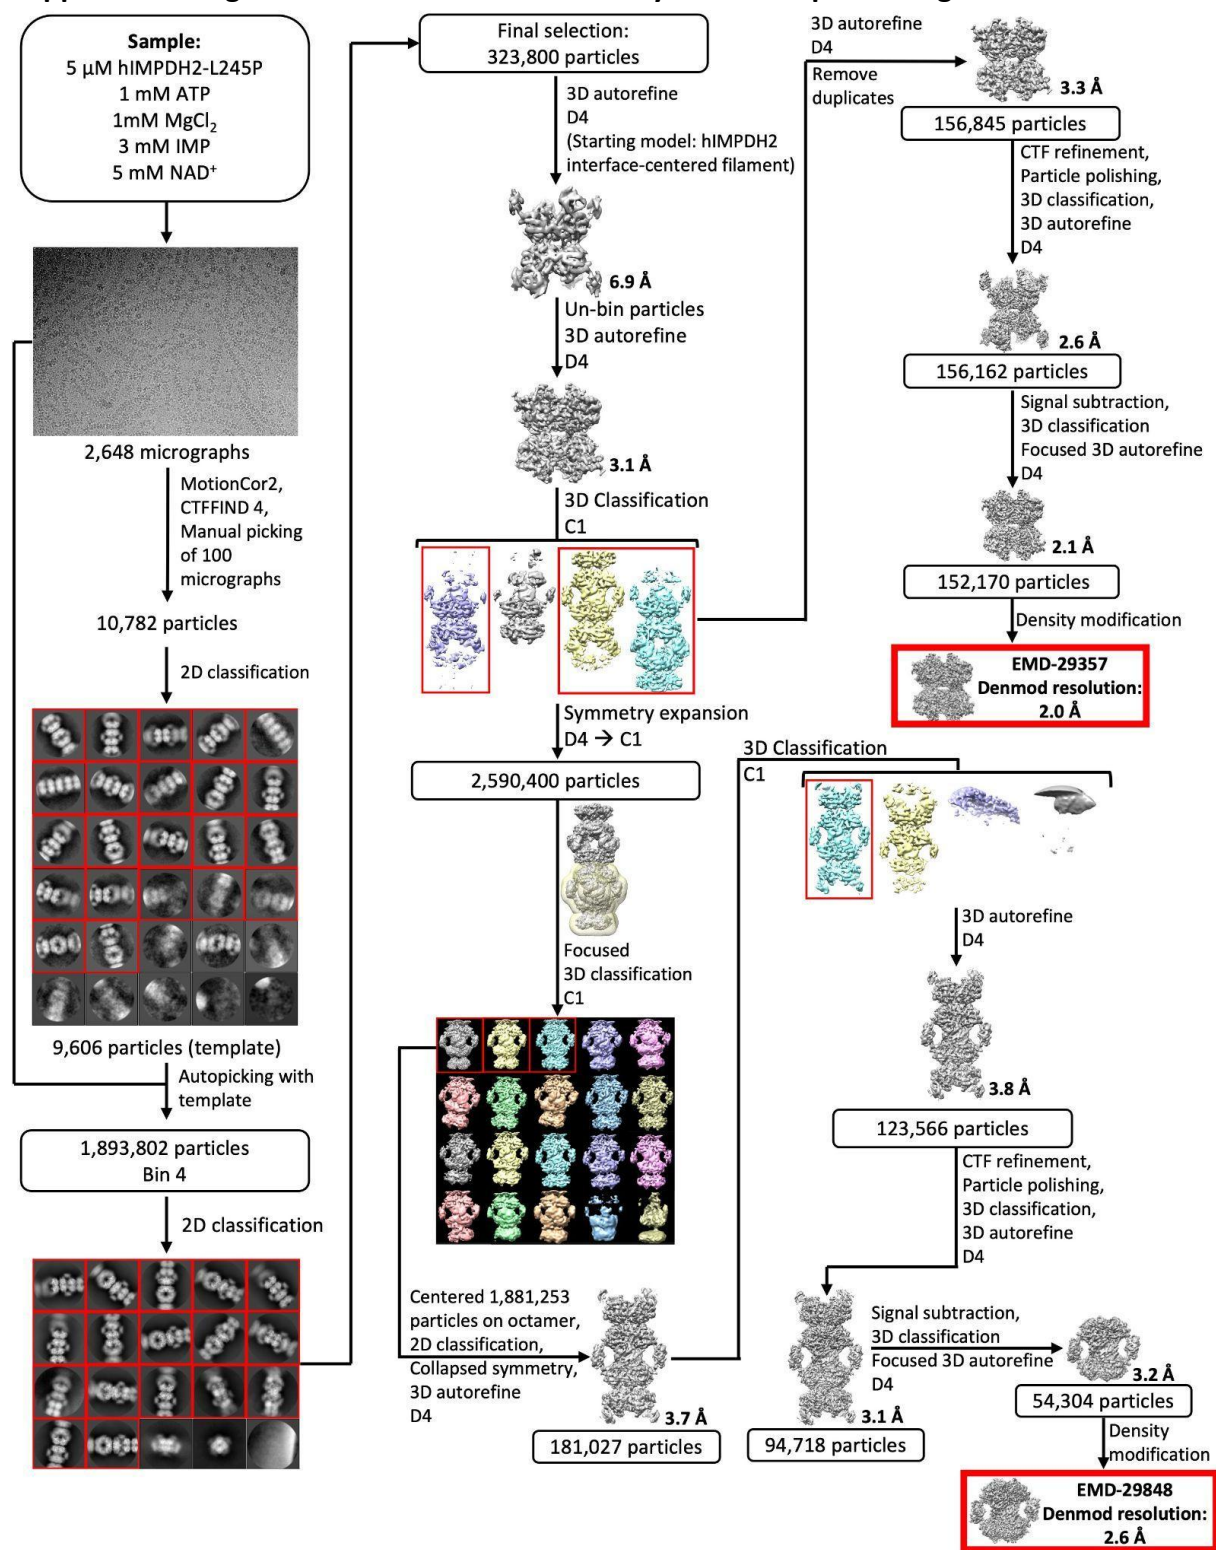 Sample:
5 µM hIMPDH2-L245P
1 mM ATP
1mM MgCl2
3 mM IMP
5 mM NAD+
2,648 micrographs
MotionCor2,
CTFFIND 4,
Manual picking
of 100
micrographs
10,782 particles
2D classification
9,606 particles (template)
Autopicking with
template
1,893,802 particles
Bin 4
2D classification
Final selection:
323,800 particles
3D autorefine
D4
(Starting model: hIMPDH2
interface-centered filament)
6.9 Å
Un-bin particles
3D autorefine
D4
3.1 Å
3D Classification
C1
Symmetry expansion
D4 → C1
2,590,400 particles
Focused
3D classification
C1
Centered 1,881,253
particles on octamer,
2D classification,
Collapsed symmetry,
3D autorefine
D4
3.7 Å
181,027 particles
3D autorefine
D4
Remove
duplicates
3.3 Å
156,845 particles
CTF refinement,
Particle polishing,
3D classification,
3D autorefine
D4
2.6 Å
156,162 particles
Signal subtraction,
3D classification
Focused 3D autorefine
D4
2.1 Å
152,170 particles
Density modification
EMD-29357
Denmod resolution:
2.0 Å
3D Classification
C1
3D autorefine
D4
3.8 Å
123,566 particles
CTF refinement,
Particle polishing,
3D classification,
3D autorefine
D4
3.1 Å
94,718 particles
Signal subtraction,
3D classification
Focused 3D autorefine
D4
3.2 Å
54,304 particles
Density
modification
EMD-29848
Denmod resolution:
2.6 Å